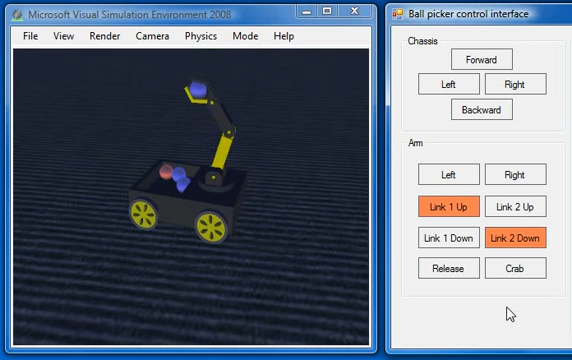 Microsoft Visual Simulation Environment 2008
File View Render Camera Physics Mode Help
Ball picker control interface
Chassis
Forward
Left Right
Backward
Arm
Left Right
Link 1 Up Link 2 Up
Link 1 Down Link 2 Down
Release Crab